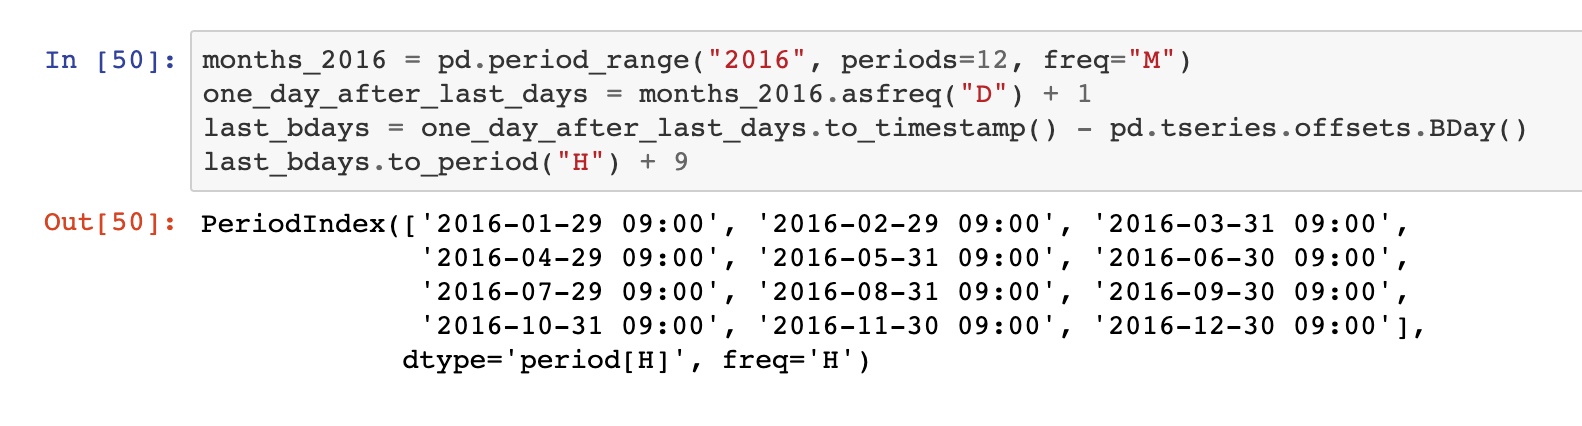 In [50]: months_2016 = pd.period_range("2016", periods=12, freq="M")
one_day_after_last_days = months_2016.asfreq("D") + 1
last_bdays = one_day_after_last_days.to_timestamp() - pd.tseries.offsets.BDay()
last_bdays.to_period("H") + 9
Out[50]: PeriodIndex(['2016-01-29 09:00', '2016-02-29 09:00', '2016-03-31 09:00',
'2016-04-29 09:00', '2016-05-31 09:00', '2016-06-30 09:00',
'2016-07-29 09:00', '2016-08-31 09:00', '2016-09-30 09:00',
'2016-10-31 09:00', '2016-11-30 09:00', '2016-12-30 09:00'],
dtype='period[H]', freq='H')